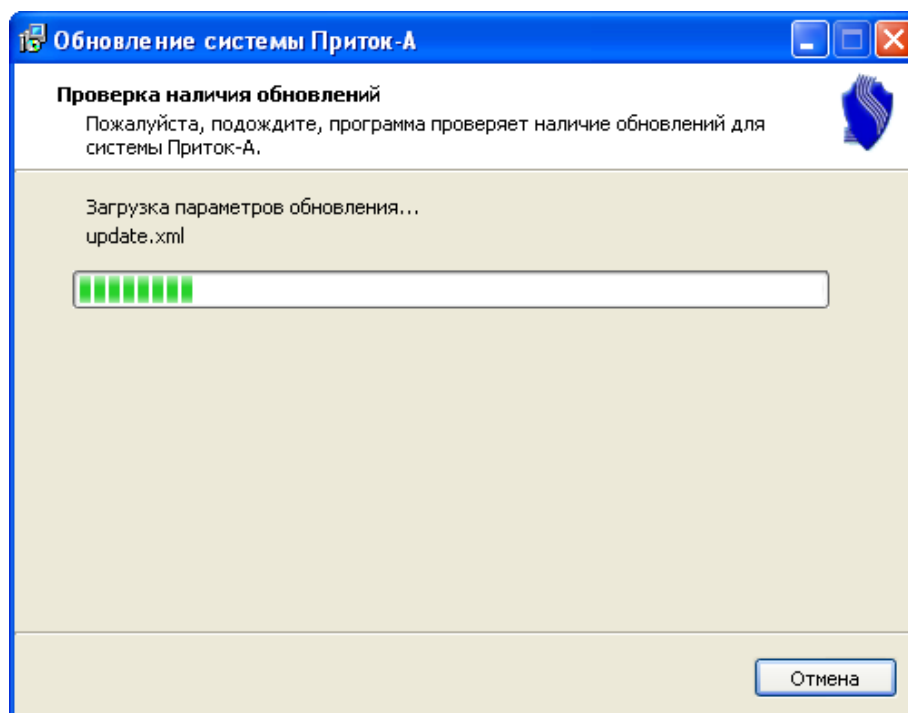 Обновление системы Приток-А
Проверка наличия обновлений
Пожалуйста, подождите, программа проверяет наличие обновлений для
системы Приток-А.
Загрузка параметров обновления...
update.xml
Отмена